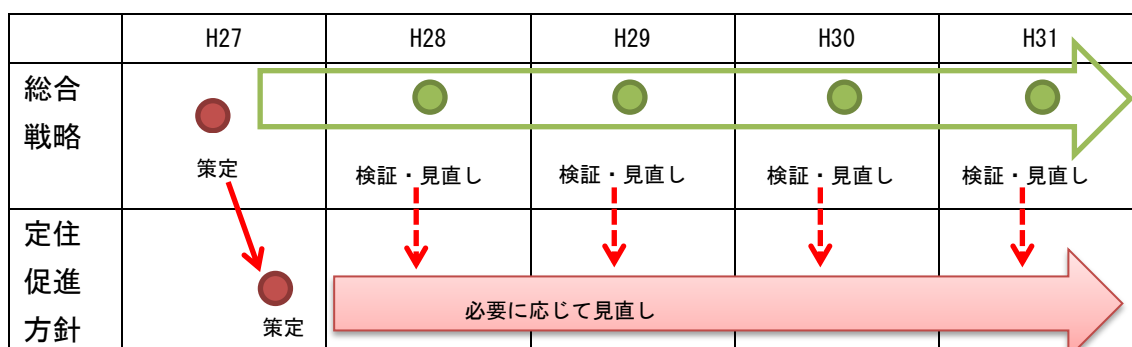 H27 H28 H29 H30 H31
総合
戦略
策定 検証・見直し 検証・見直し 検証・見直し 検証・見直し
定住
促進
方針
必要に応じて見直し
策定